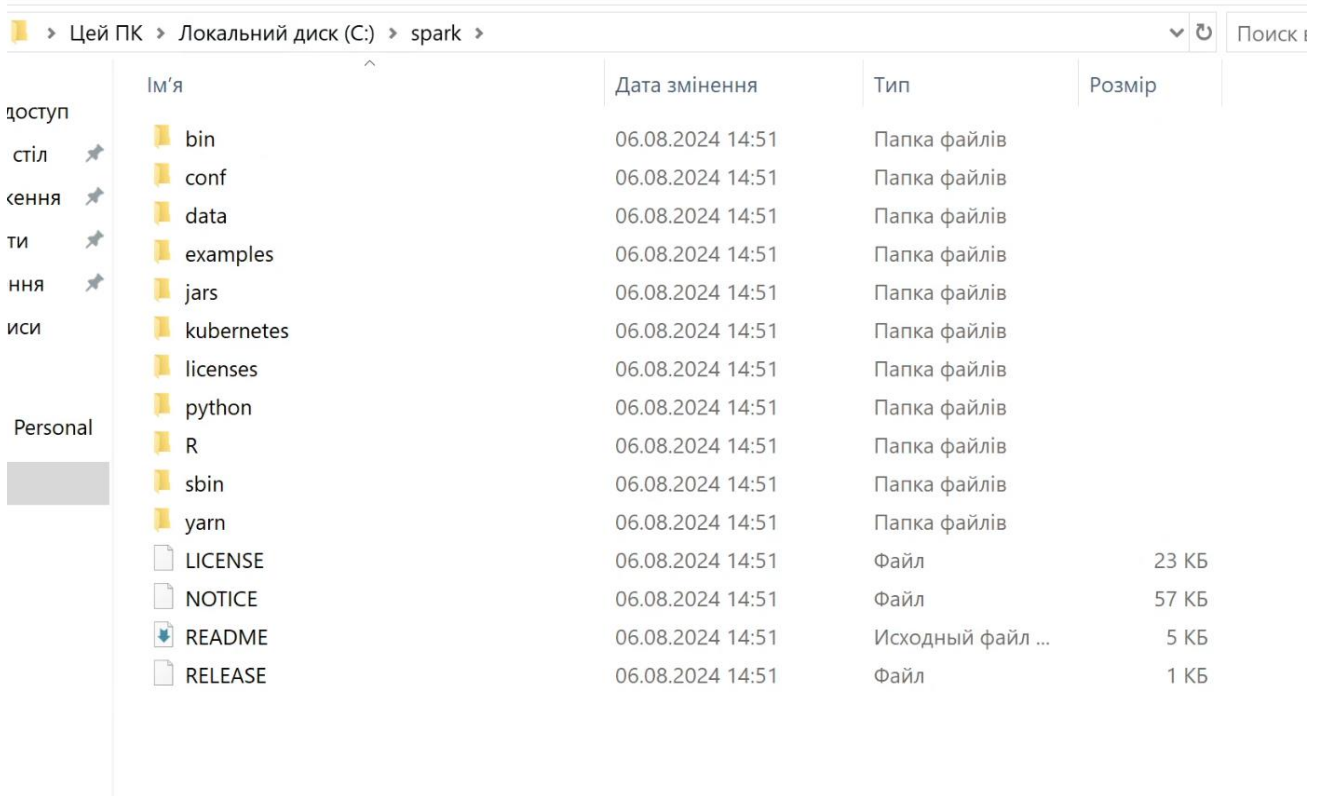 Цей ПК > Локальний диск (C:) > spark >
Поиск в
Ім'я Дата змінення Тип Розмір
доступ
стіл
ження
ти
ння
иси
Personal
bin 06.08.2024 14:51 Папка файлів
conf 06.08.2024 14:51 Папка файлів
data 06.08.2024 14:51 Папка файлів
examples 06.08.2024 14:51 Папка файлів
jars 06.08.2024 14:51 Папка файлів
kubernetes 06.08.2024 14:51 Папка файлів
licenses 06.08.2024 14:51 Папка файлів
python 06.08.2024 14:51 Папка файлів
R 06.08.2024 14:51 Папка файлів
sbin 06.08.2024 14:51 Папка файлів
yarn 06.08.2024 14:51 Папка файлів
LICENSE 06.08.2024 14:51 Файл 23 КБ
NOTICE 06.08.2024 14:51 Файл 57 КБ
README 06.08.2024 14:51 Исходный файл ... 5 КБ
RELEASE 06.08.2024 14:51 Файл 1 КБ